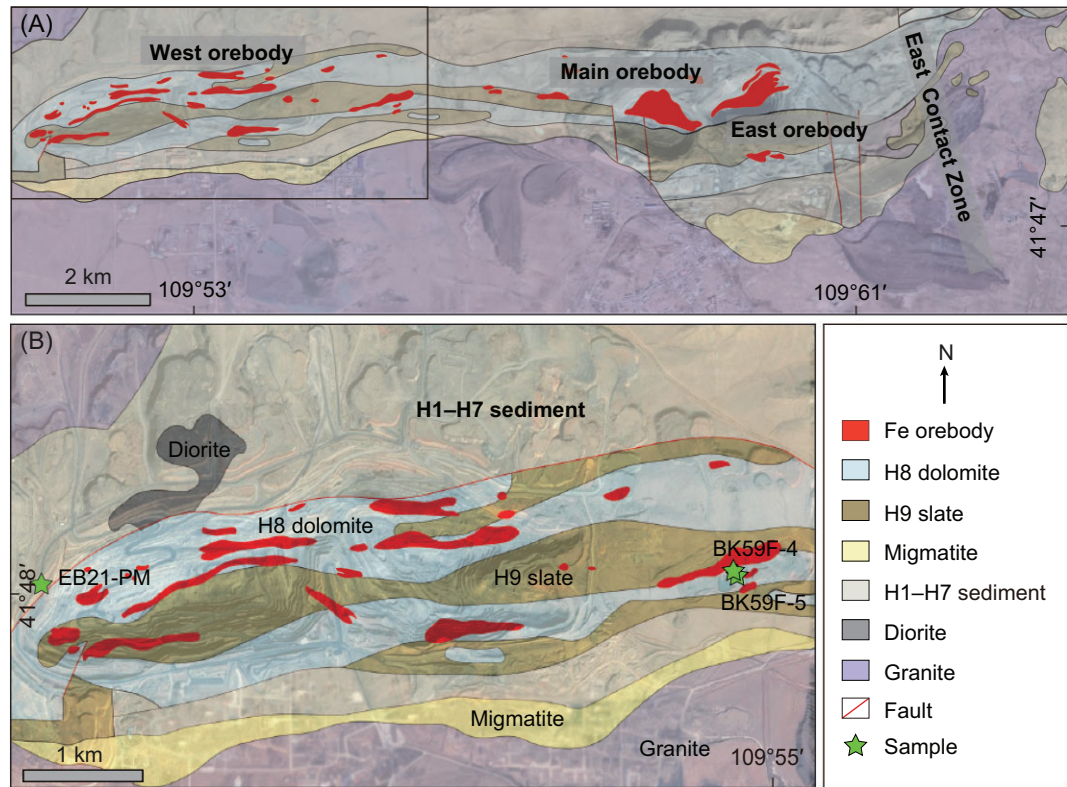 (A)
West orebody
Main orebody
East orebody
East Contact Zone
2 km
109°53′
109°61′
41°47′
(B)
H1–H7 sediment
Diorite
H8 dolomite
H9 slate
BK59F-4
BK59F-5
EB21-PM
41°48′
Migmatite
Granite
1 km
109°55′
N
Fe orebody
H8 dolomite
H9 slate
Migmatite
H1–H7 sediment
Diorite
Granite
Fault
Sample